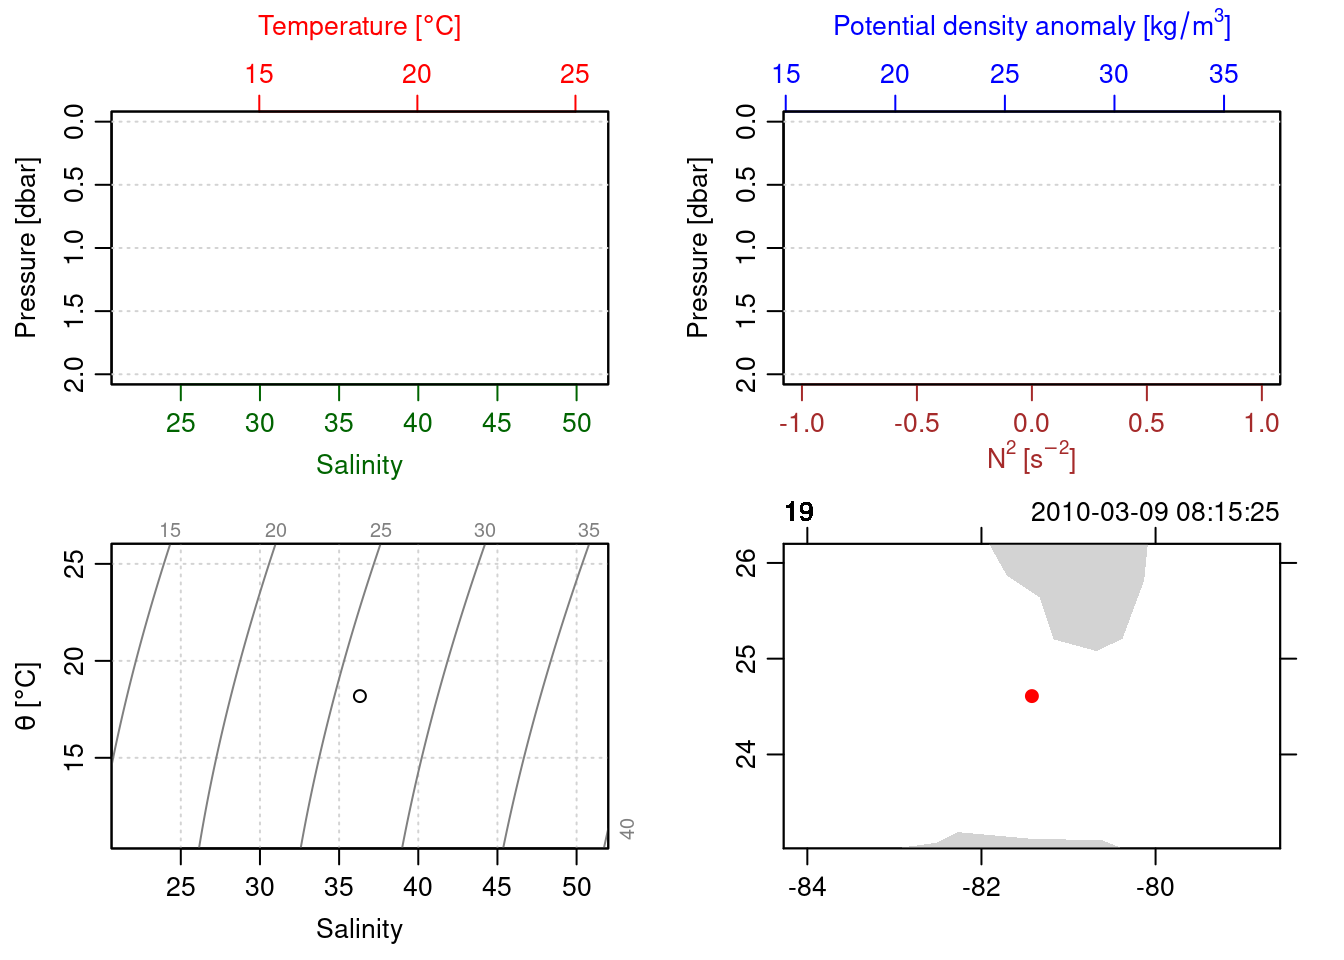 Temperature [°C]
15 20 25
0.0 0.5 1.0 1.5 2.0
Pressure [dbar]
25 30 35 40 45 50
Salinity
Potential density anomaly [kg/m³]
15 20 25 30 35
0.0 0.5 1.0 1.5 2.0
Pressure [dbar]
-1.0 -0.5 0.0 0.5 1.0
N² [s⁻²]
15 20 25 30 35
40
25 20 15
θ [°C]
25 30 35 40 45 50
Salinity
19 2010-03-09 08:15:25
26 25 24
-84 -82 -80